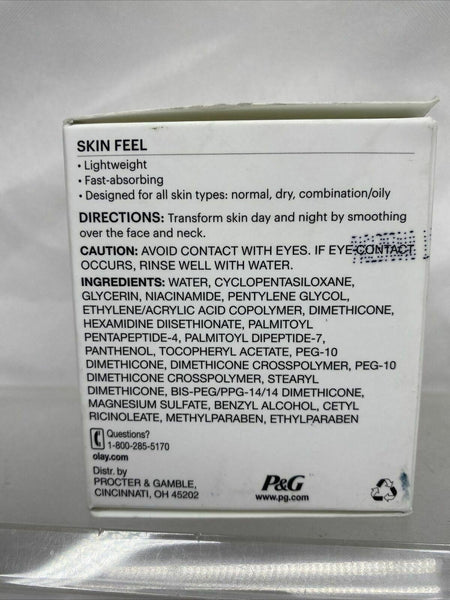 SKIN FEEL
• Lightweight
• Fast-absorbing
• Designed for all skin types: normal, dry, combination/oily
DIRECTIONS: Transform skin day and night by smoothing
over the face and neck.
CAUTION: AVOID CONTACT WITH EYES. IF EYE CONTACT
OCCURS, RINSE WELL WITH WATER.
INGREDIENTS: WATER, CYCLOPENTASILOXANE,
GLYCERIN, NIACINAMIDE, PENTYLENE GLYCOL,
ETHYLENE/ACRYLIC ACID COPOLYMER, DIMETHICONE,
HEXAMIDINE DIISETHIONATE, PALMITOYL
PENTAPEPTIDE-4, PALMITOYL DIPEPTIDE-7,
PANTHENOL, TOCOPHERYL ACETATE, PEG-10
DIMETHICONE, DIMETHICONE CROSSPOLYMER, PEG-10
DIMETHICONE CROSSPOLYMER, STEARYL
DIMETHICONE, BIS-PEG/PPG-14/14 DIMETHICONE,
MAGNESIUM SULFATE, BENZYL ALCOHOL, CETYL
RICINOLEATE, METHYLPARABEN, ETHYLPARABEN
Questions?
1-800-285-5170
olay.com
Distr. by
PROCTER & GAMBLE,
CINCINNATI, OH 45202
P&G
www.pg.com